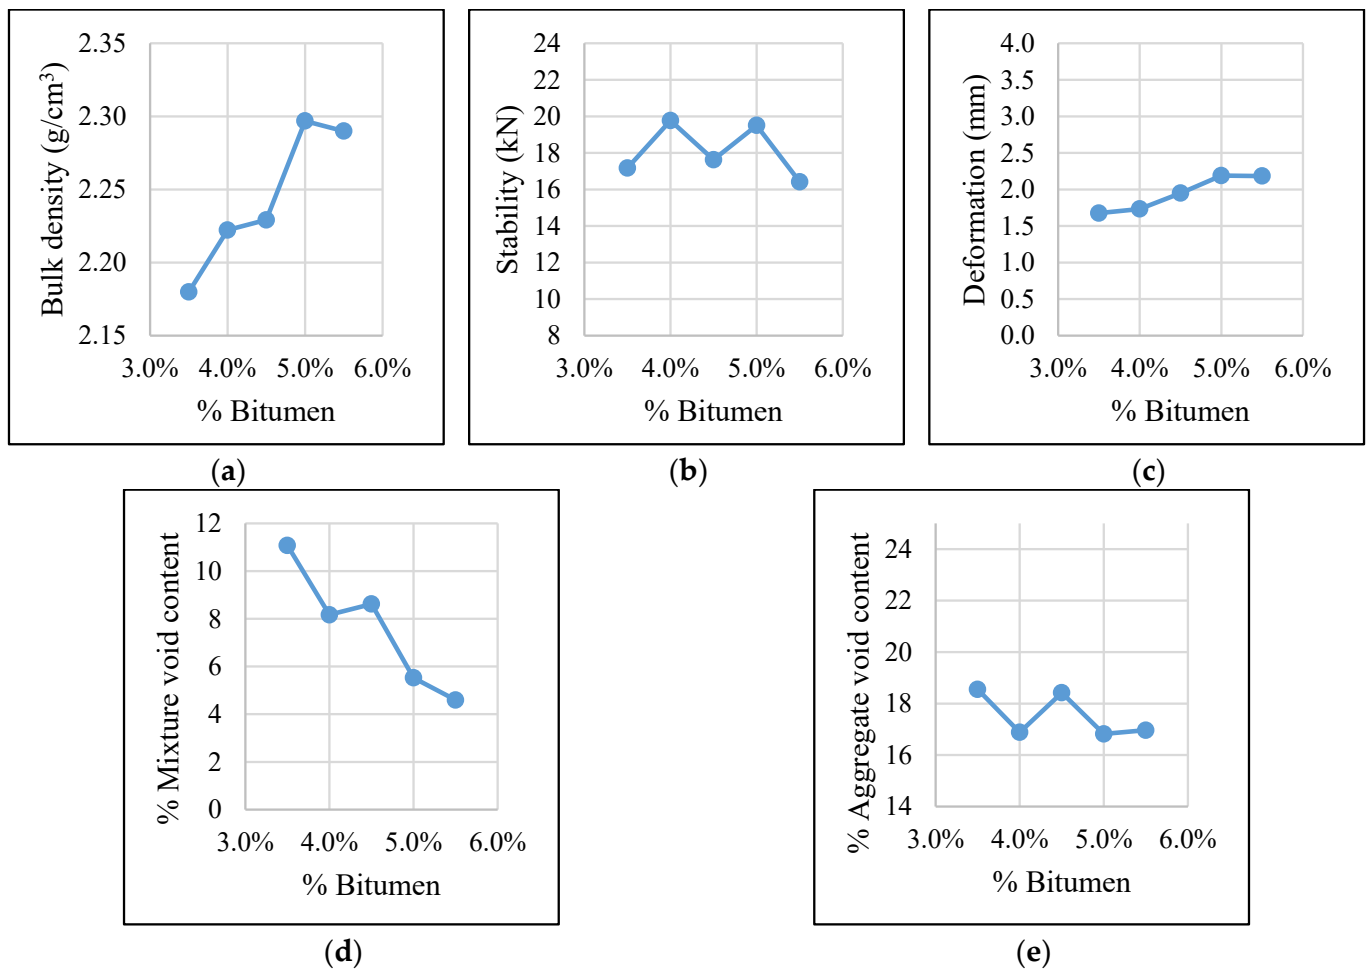 Bulk density (g/cm³)
2.35
2.30
2.25
2.20
2.15
3.0% 4.0% 5.0% 6.0%
% Bitumen
(a)
Stability (kN)
24
22
20
18
16
14
12
10
8
3.0% 4.0% 5.0% 6.0%
% Bitumen
(b)
Deformation (mm)
4.0
3.5
3.0
2.5
2.0
1.5
1.0
0.5
0.0
3.0% 4.0% 5.0% 6.0%
% Bitumen
(c)
% Mixture void content
12
10
8
6
4
2
0
3.0% 4.0% 5.0% 6.0%
% Bitumen
(d)
% Aggregate void content
24
22
20
18
16
14
3.0% 4.0% 5.0% 6.0%
% Bitumen
(e)